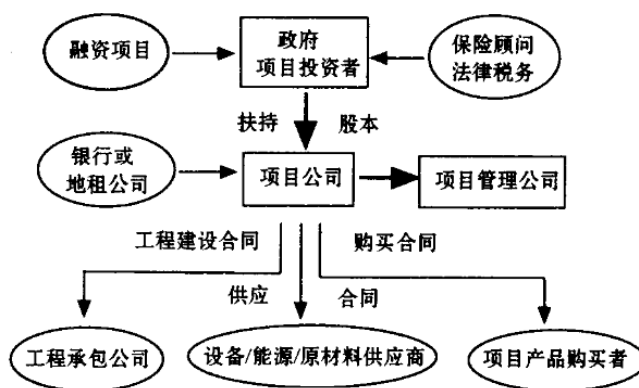 融资项目
政府
项目投资者
保险顾问
法律税务
扶持
股本
银行或
地租公司
项目公司
项目管理公司
工程建设合同
购买合同
供应
合同
工程承包公司
设备/能源/原材料供应商
项目产品购买者